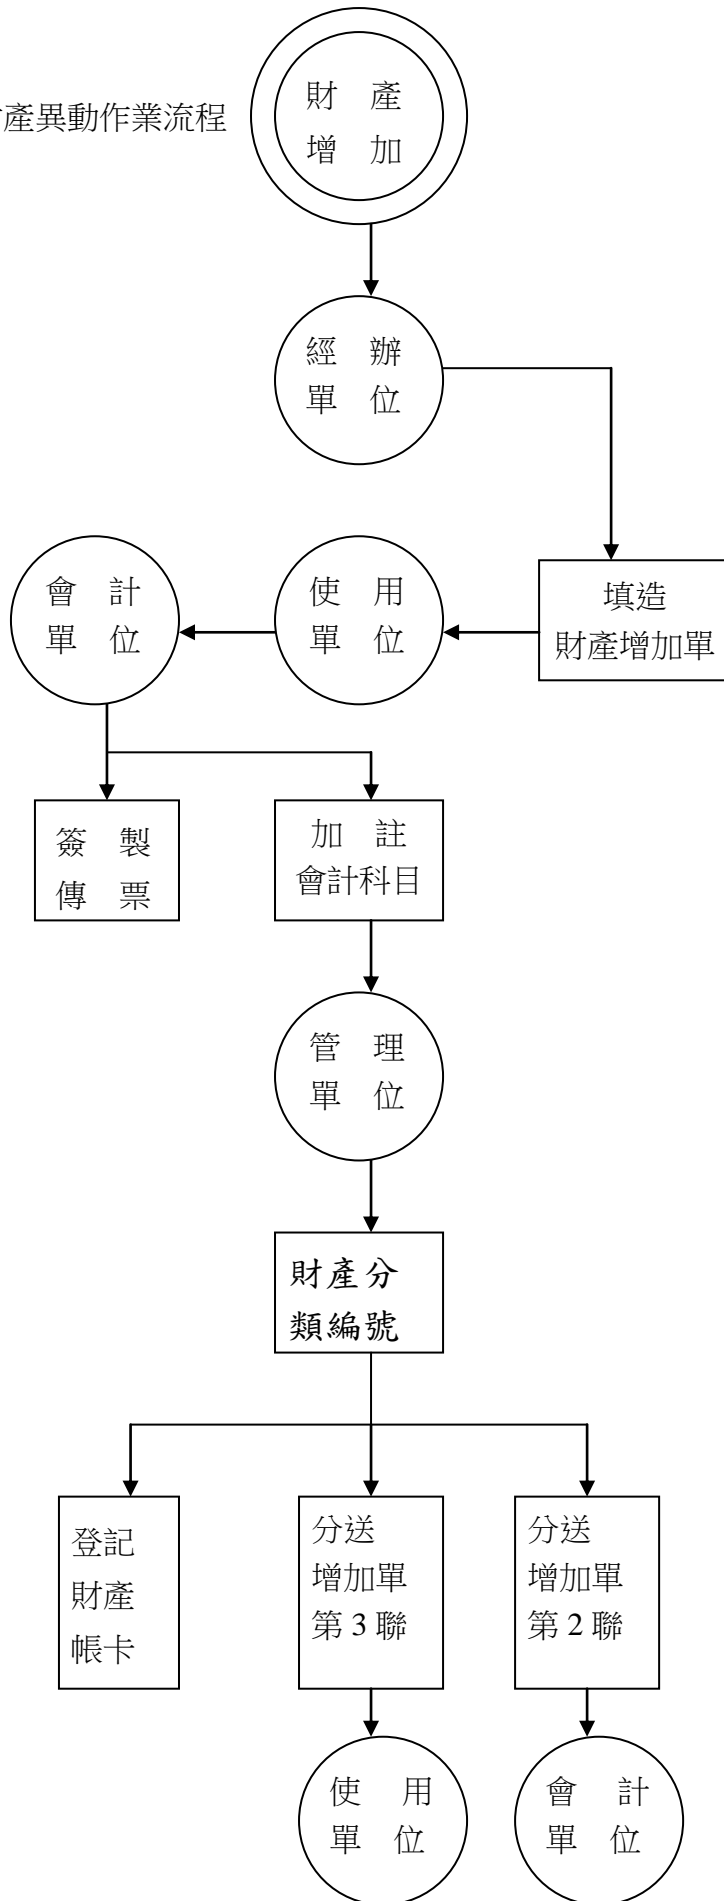 產異動作業流程
財 產
增 加
經 辦
單 位
填造
財產增加單
使 用
單 位
會 計
單 位
簽 製
傳 票
加 註
會計科目
管 理
單 位
財產分
類編號
登記
財產
帳卡
分送
增加單
第 3 聯
分送
增加單
第 2 聯
使 用
單 位
會 計
單 位